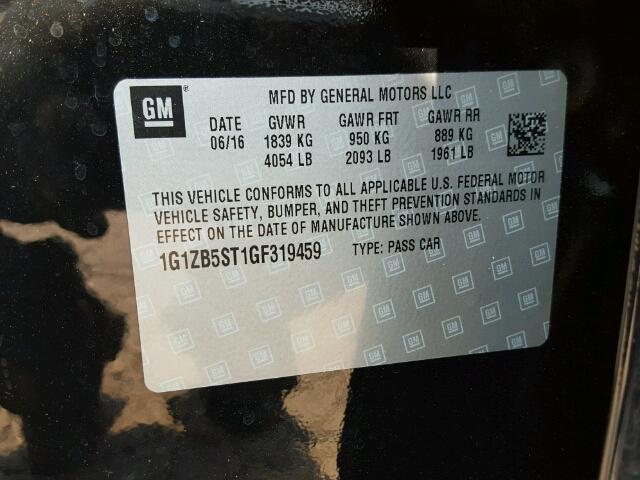 GM ®
MFD BY GENERAL MOTORS LLC
DATE GVWR GAWR FRT GAWR RR
06/16 1839 KG 950 KG 889 KG
4054 LB 2093 LB 1961 LB
THIS VEHICLE CONFORMS TO ALL APPLICABLE U.S. FEDERAL MOTOR
VEHICLE SAFETY, BUMPER, AND THEFT PREVENTION STANDARDS IN
EFFECT ON THE DATE OF MANUFACTURE SHOWN ABOVE.
1G1ZB5ST1GF319459 TYPE: PASS CAR